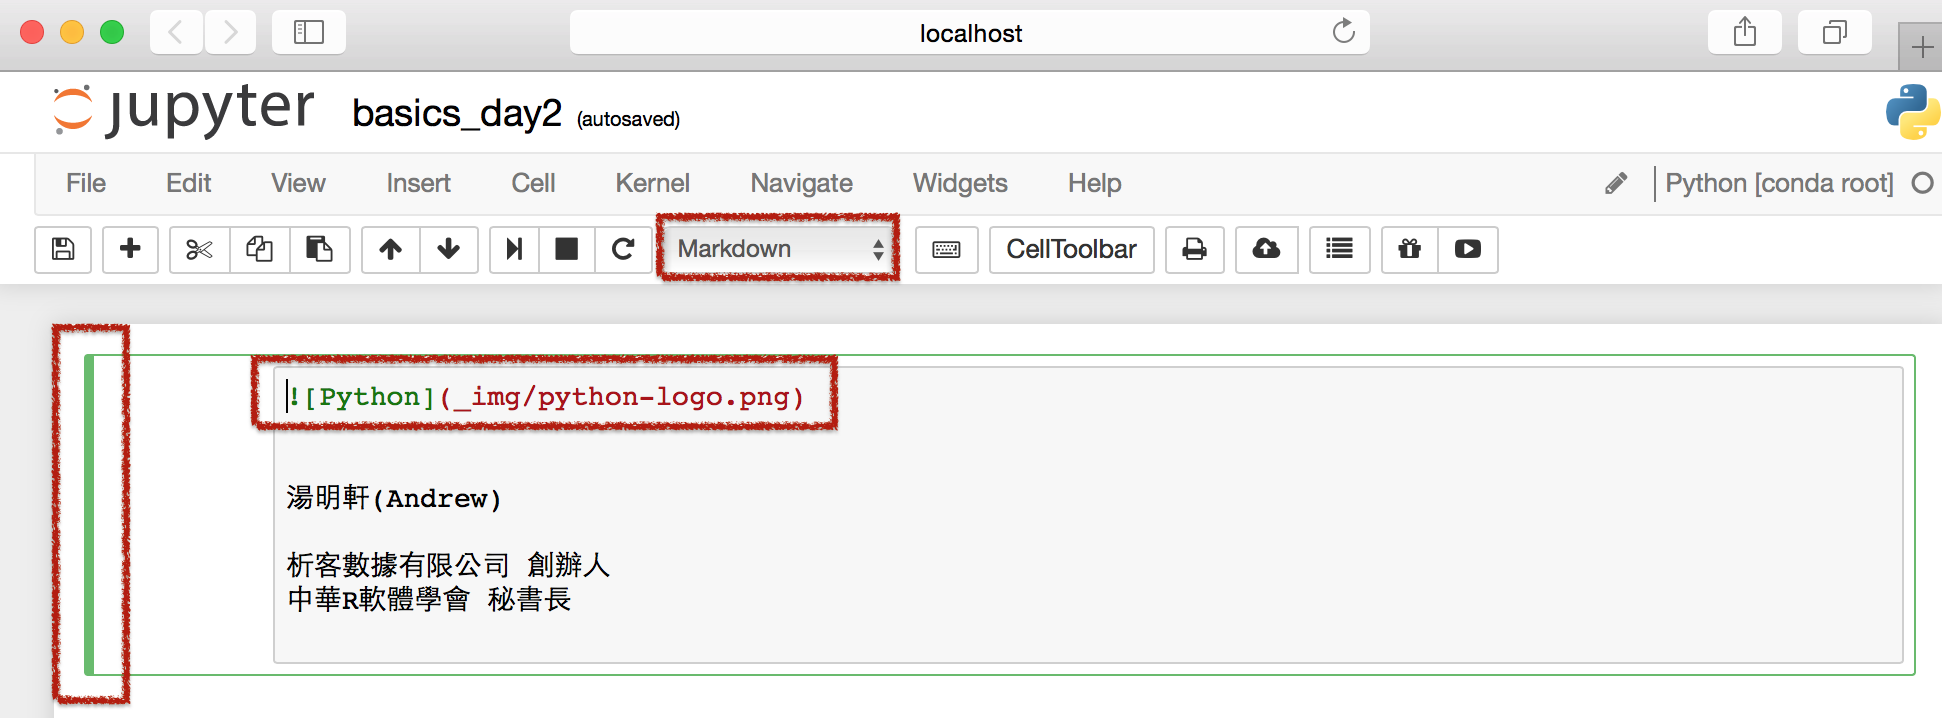 localhost
jupyter basics_day2 (autosaved)
File Edit View Insert Cell Kernel Navigate Widgets Help Python [conda root]
Markdown CellToolbar
![Python](_img/python-logo.png)
湯明軒(Andrew)
析客數據有限公司 創辦人
中華R軟體學會 秘書長